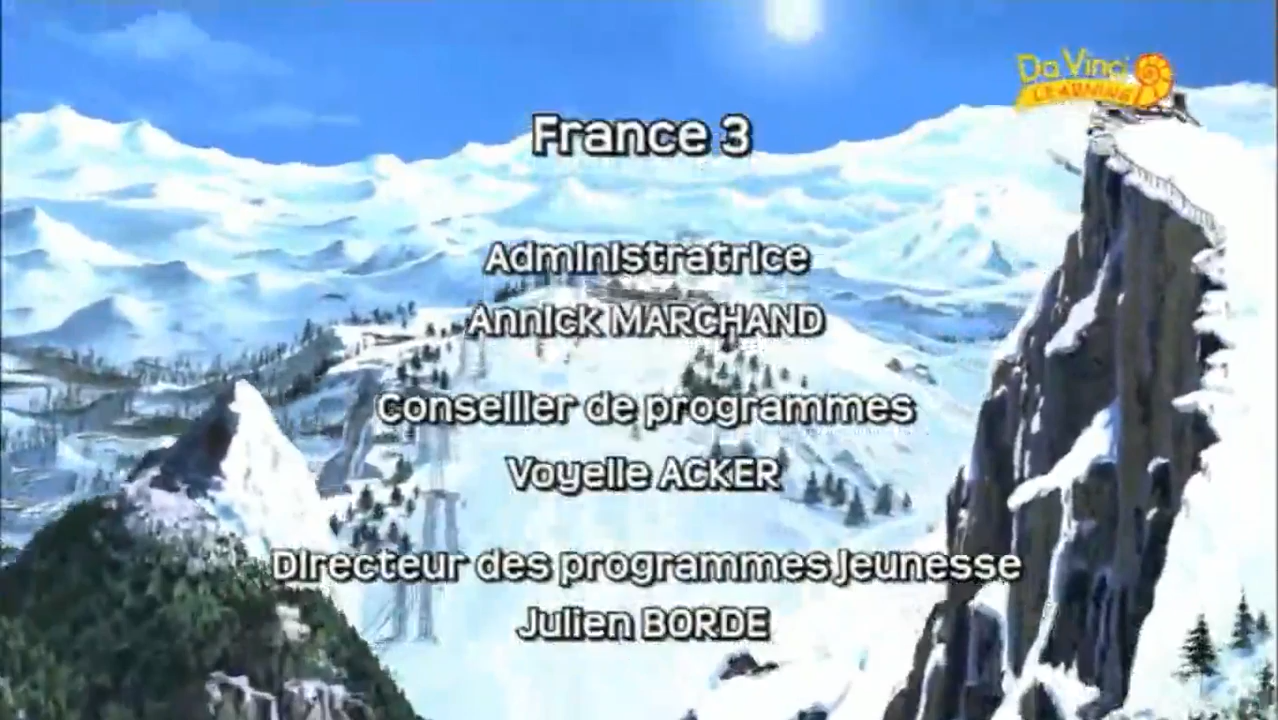 Da Vinci
LEARNING
France 3
Administratrice
Annick MARCHAND
Conseiller de programmes
Voyelle ACKER
Directeur des programmes Jeunesse
Julien BORDE